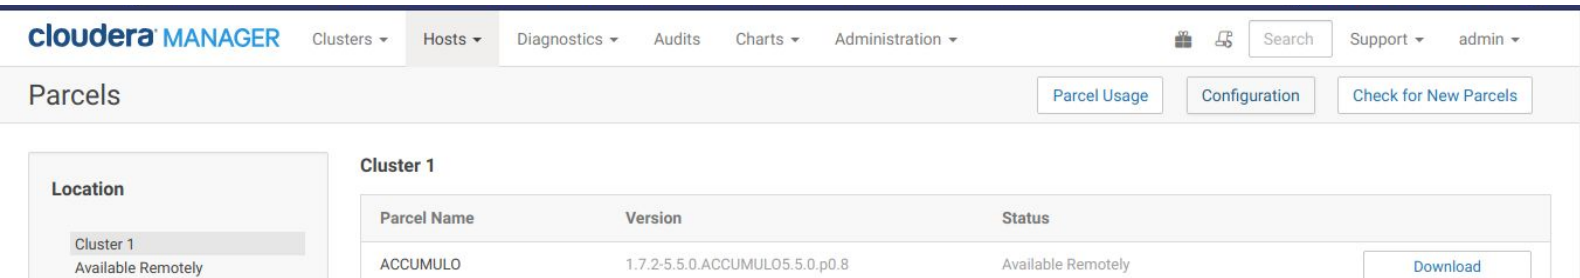 cloudera MANAGER Clusters Hosts Diagnostics Audits Charts Administration Search Support admin
Parcels Parcel Usage Configuration Check for New Parcels
Location
Cluster 1
Available Remotely
Cluster 1
Parcel Name Version Status
ACCUMULO 1.7.2-5.5.0.ACCUMULO5.5.0.p0.8 Available Remotely Download